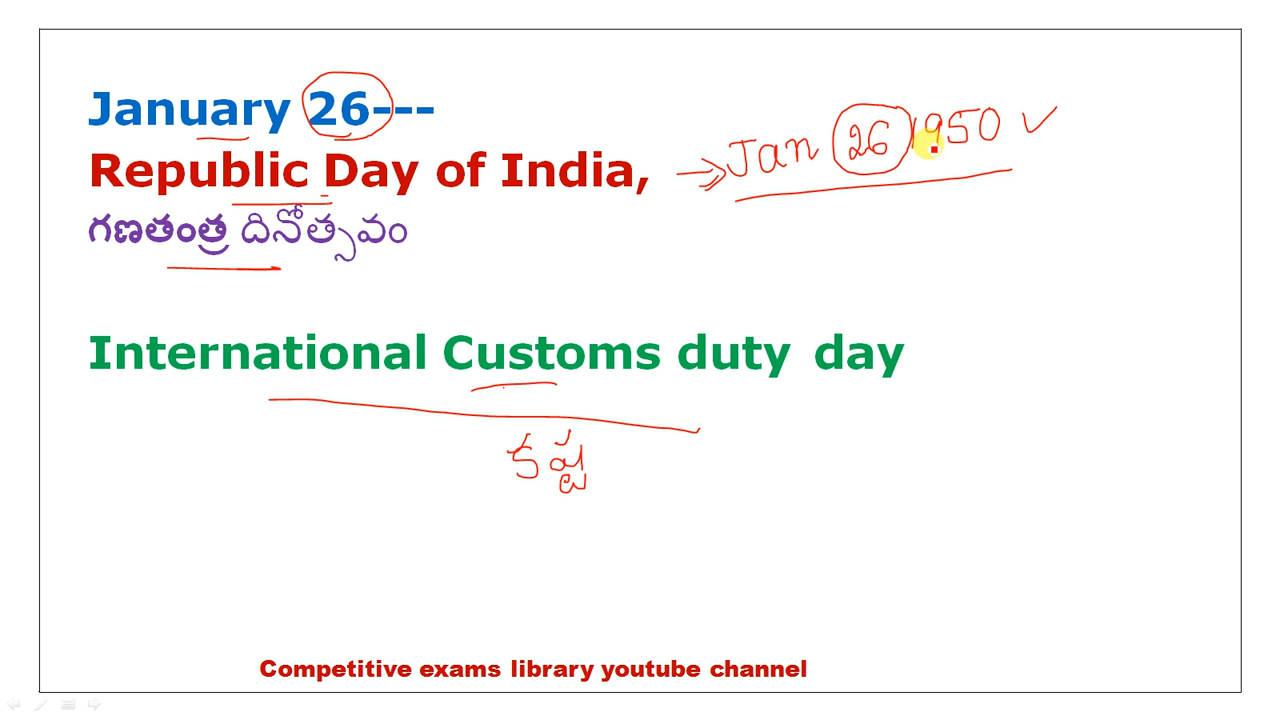 January 26---
Republic Day of India,
→Jan 26 1950 ✓
గణతంత్ర దినోత్సవం
International Customs duty day
కష్ట
Competitive exams library youtube channel